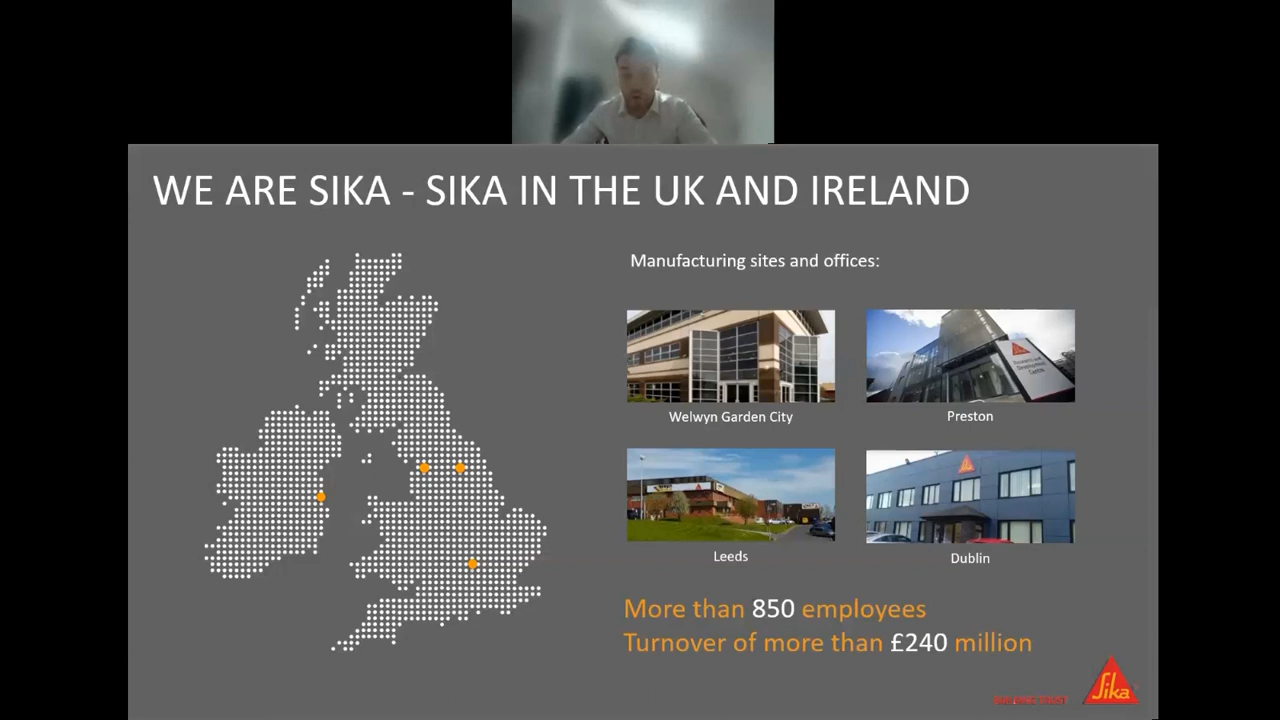 WE ARE SIKA - SIKA IN THE UK AND IRELAND
Manufacturing sites and offices:
Welwyn Garden City
Preston
Leeds
Dublin
More than 850 employees
Turnover of more than £240 million
Sika